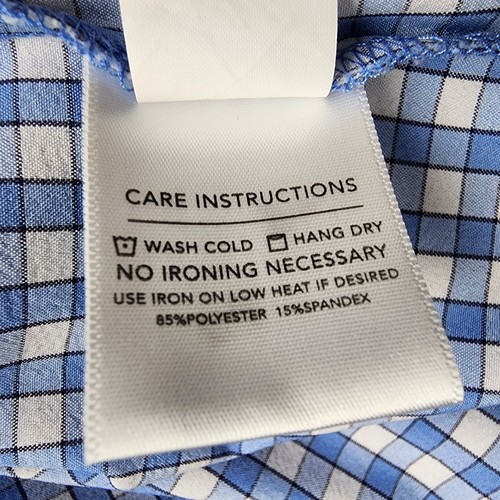 CARE INSTRUCTIONS
WASH COLD HANG DRY
NO IRONING NECESSARY
USE IRON ON LOW HEAT IF DESIRED
85%POLYESTER 15%SPANDEX